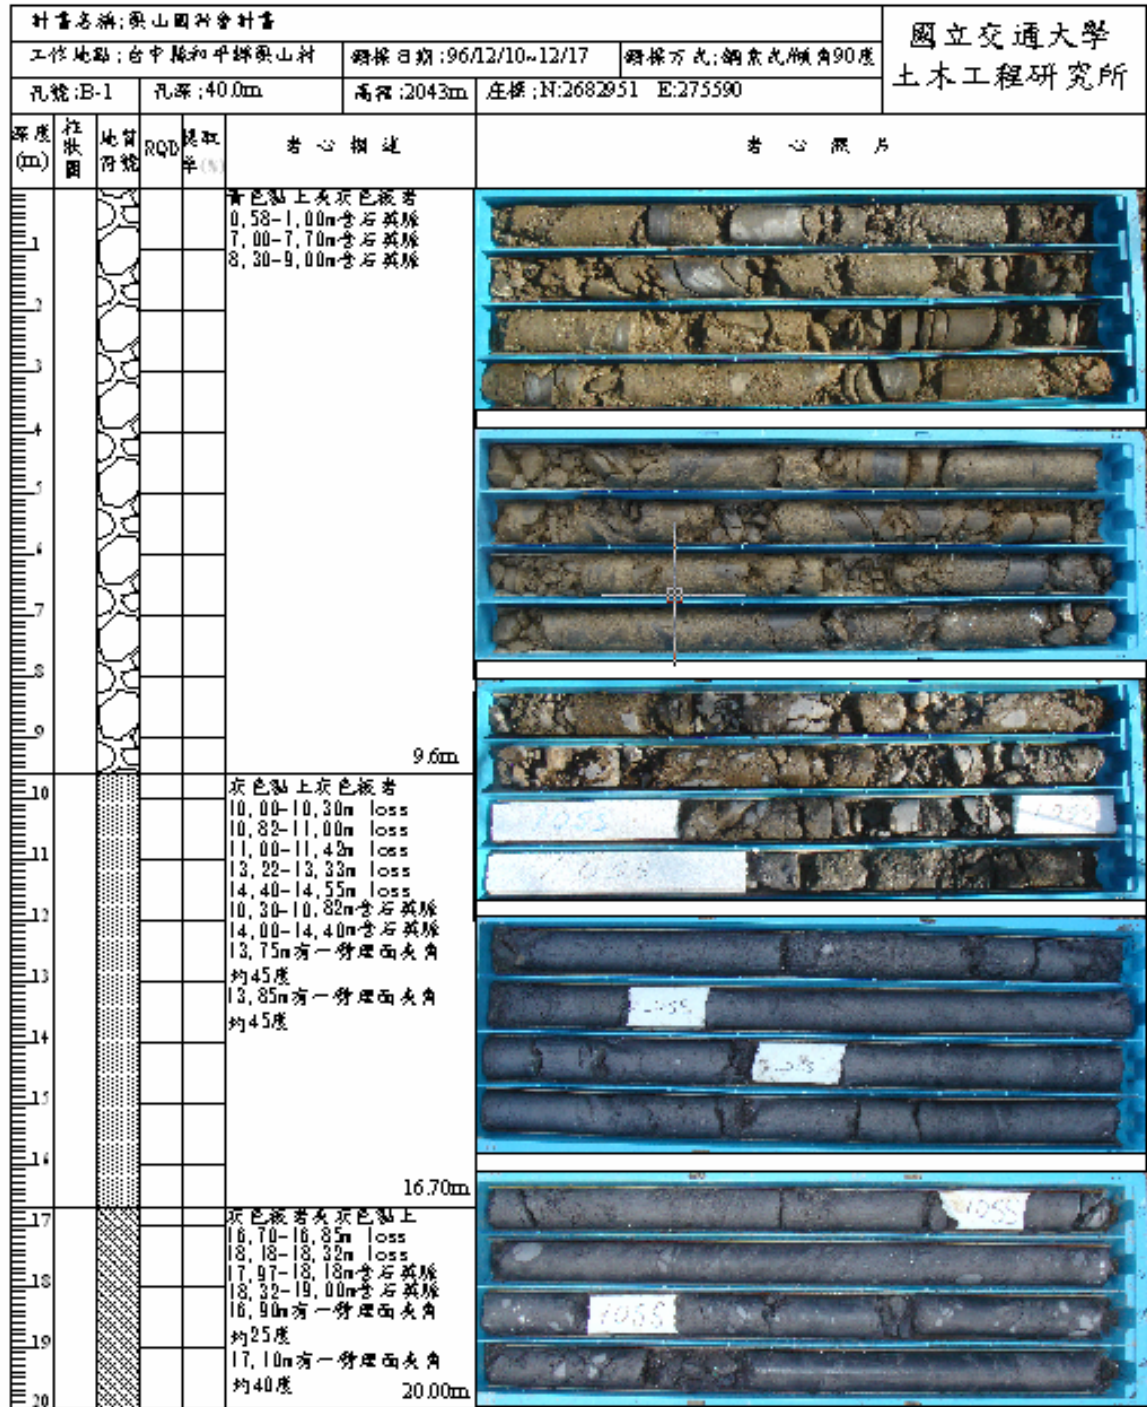 計畫名稱:梨山國際會計畫
工作地點:台中縣和平鄉梨山村
鑽探日期:96/12/10~12/17
鑽探方式:鋼索式/傾角90度
國立交通大學
土木工程研究所
孔號:B-1
孔深:40.0m
高程:2043m
座標:N:2682951 E:275590
深度
(m)
柱狀圖
地質
符號
RQD
提取
率(%)
岩心描述
岩心照片
1
2
3
4
5
6
7
8
9
10
11
12
13
14
15
16
17
18
19
20
黃色黏土夾灰色板岩
0.58-1.00m含石英脈
7.00-7.70m含石英脈
8.30-9.00m含石英脈
9.6m
灰色黏土灰色板岩
10.00-10.30m loss
10.82-11.00m loss
11.00-11.42m loss
13.22-13.33m loss
14.40-14.55m loss
10.30-10.82m含石英脈
14.00-14.40m含石英脈
13.75m有一劈理面夾角
約45度
13.85m有一劈理面夾角
約45度
16.70m
灰色板岩夾灰色黏土
16.70-16.85m loss
18.18-18.32m loss
17.97-18.18m含石英脈
18.32-19.00m含石英脈
16.90m有一劈理面夾角
約25度
17.10m有一劈理面夾角
約40度
20.00m
LOSS
LOSS
LOSS
LOSS
LOSS
LOSS
LOSS